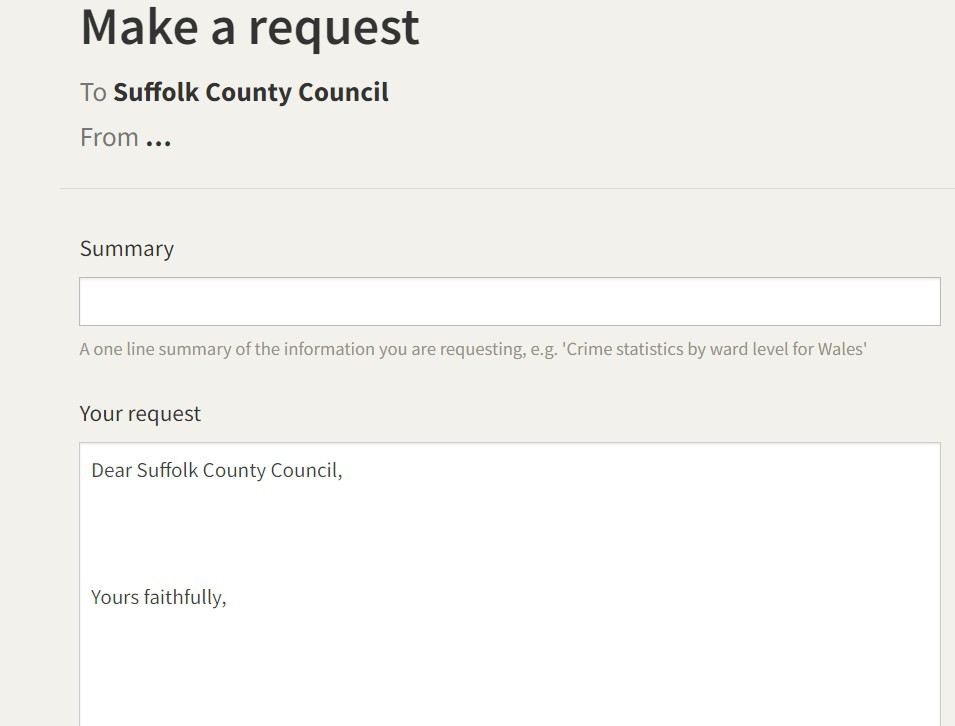 Make a request
To Suffolk County Council
From ...
Summary
A one line summary of the information you are requesting, e.g. 'Crime statistics by ward level for Wales'
Your request
Dear Suffolk County Council,
Yours faithfully,